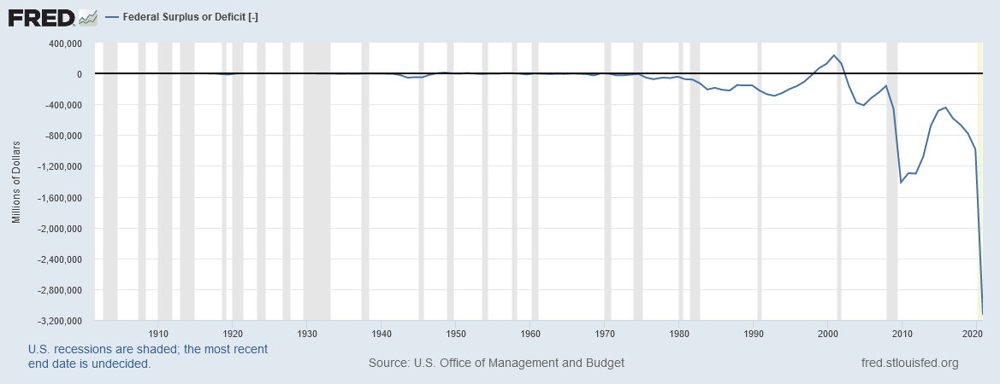 FRED
Federal Surplus or Deficit [-]
Millions of Dollars
400,000
0
-400,000
-800,000
-1,200,000
-1,600,000
-2,000,000
-2,400,000
-2,800,000
-3,200,000
1910 1920 1930 1940 1950 1960 1970 1980 1990 2000 2010 2020
U.S. recessions are shaded; the most recent
end date is undecided.
Source: U.S. Office of Management and Budget
fred.stlouisfed.org